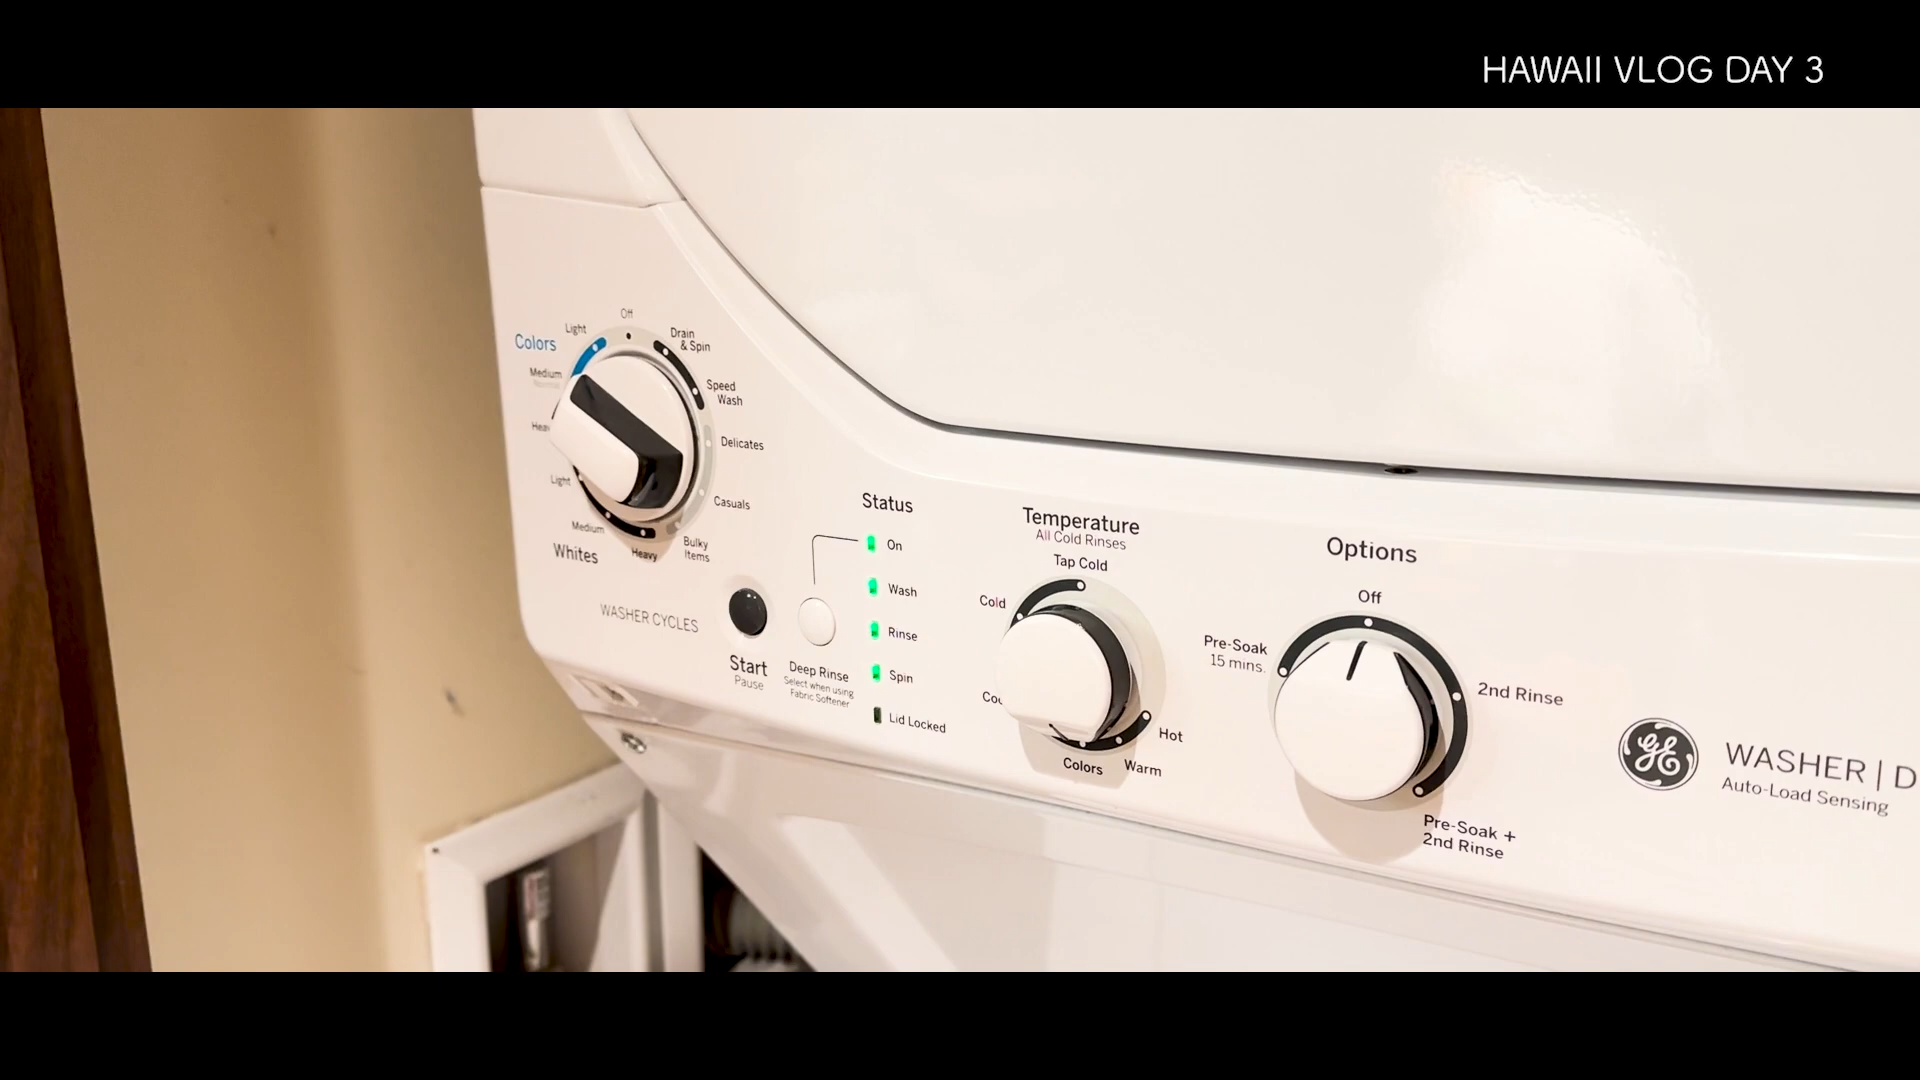 HAWAII VLOG DAY 3
Off
Light
Colors
Drain
& Spin
Medium
Speed
Wash
Delicates
Light
Casuals
Medium
Whites
Heavy
Bulky
Items
WASHER CYCLES
Start
Pause
Deep Rinse
Select when using
Fabric Softener
Status
On
Wash
Rinse
Spin
Lid Locked
Temperature
All Cold Rinses
Tap Cold
Cold
Hot
Warm
Colors
Options
Off
Pre-Soak
15 mins.
2nd Rinse
Pre-Soak +
2nd Rinse
GE
WASHER | D
Auto-Load Sensing